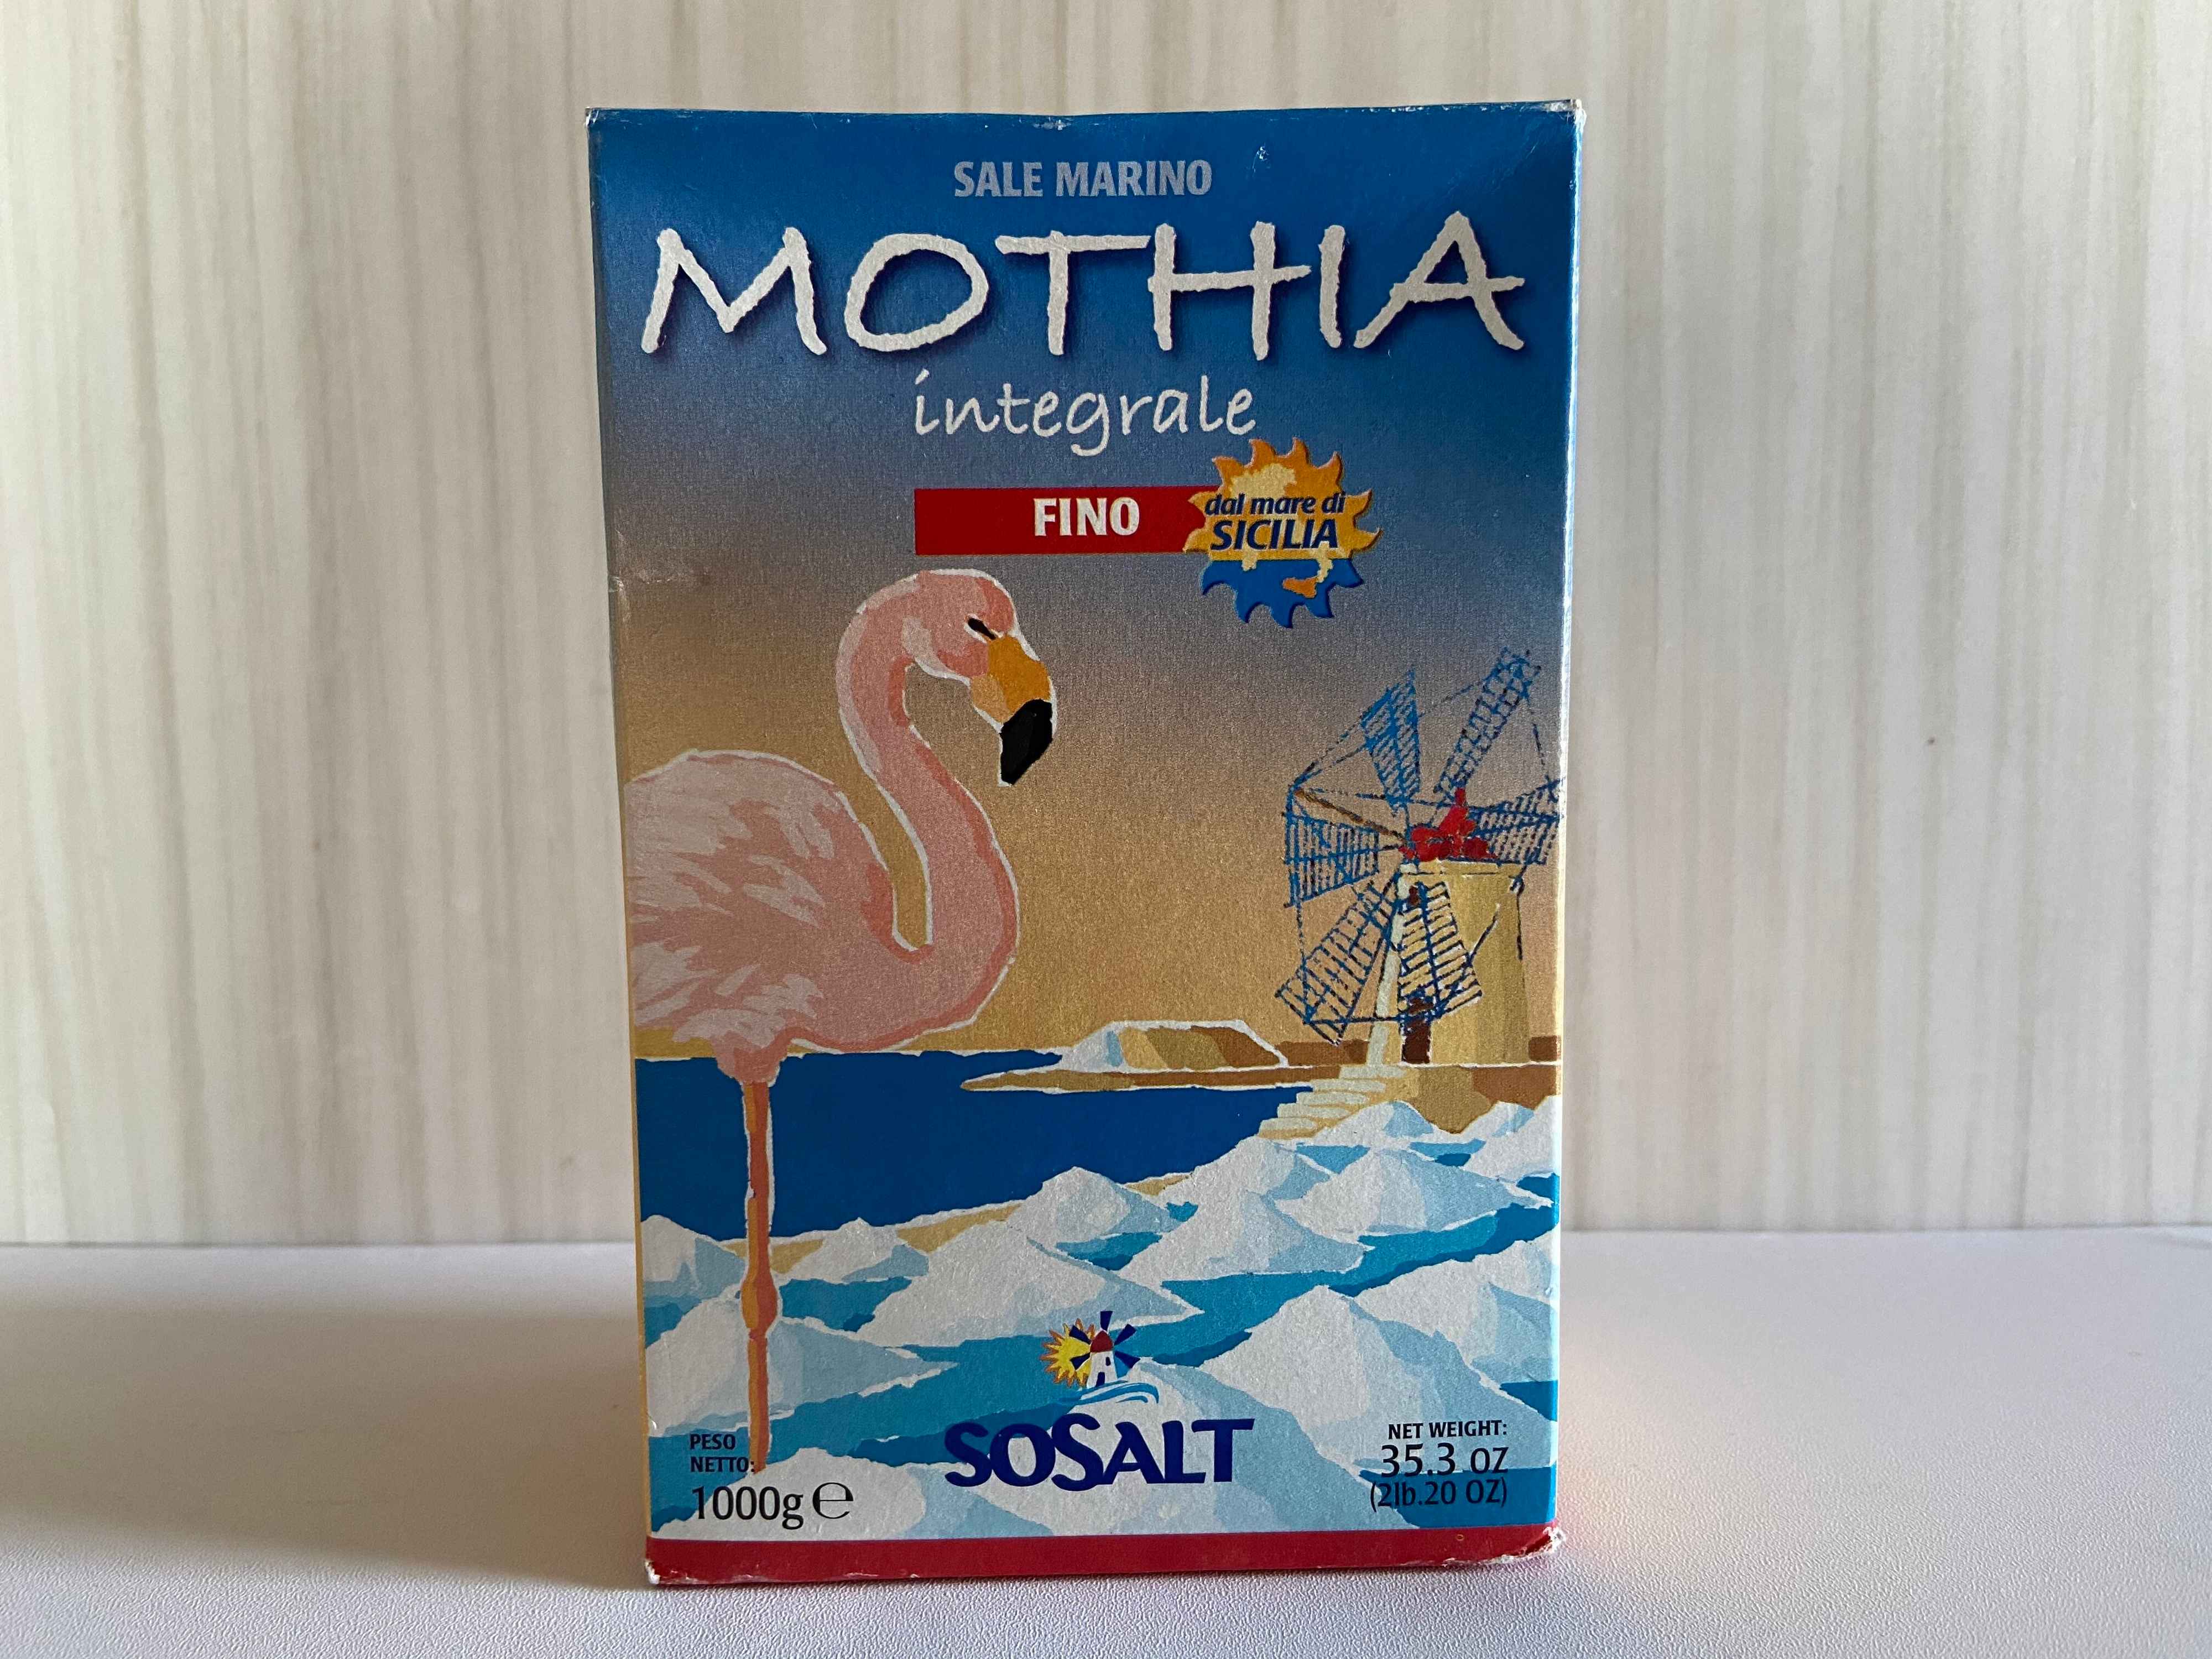 SALE MARINO
MOTHIA
integrale
FINO
dal mare di
SICILIA
SOSALT
PESO
NETTO:
1000g ℮
NET WEIGHT:
35.3 oz
(2lb.20 OZ)